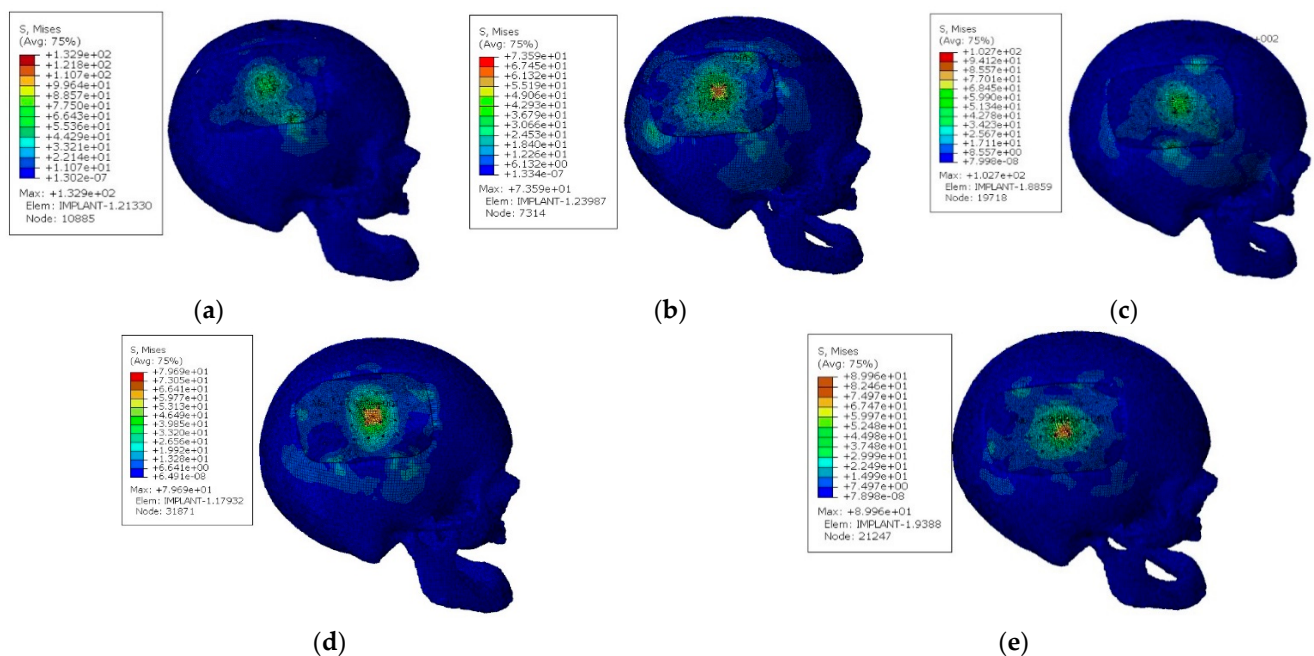 S, Mises
(Avg: 75%)
+1.329e+02
+1.218e+02
+1.107e+02
+9.964e+01
+8.857e+01
+7.750e+01
+6.643e+01
+5.536e+01
+4.429e+01
+3.321e+01
+2.214e+01
+1.107e+01
+1.302e-07
Max: +1.329e+02
Elem: IMPLANT-1.21330
Node: 10885
(a)
S, Mises
(Avg: 75%)
+7.359e+01
+6.745e+01
+6.132e+01
+5.519e+01
+4.906e+01
+4.293e+01
+3.679e+01
+3.066e+01
+2.453e+01
+1.840e+01
+1.226e+01
+6.132e+00
+1.334e-07
Max: +7.359e+01
Elem: IMPLANT-1.23987
Node: 7314
(b)
S, Mises
(Avg: 75%)
+1.027e+02
+9.412e+01
+8.557e+01
+7.701e+01
+6.845e+01
+5.990e+01
+5.134e+01
+4.278e+01
+3.423e+01
+2.567e+01
+1.711e+01
+8.557e+00
+7.998e-08
Max: +1.027e+02
Elem: IMPLANT-1.8859
Node: 19718
+002
(c)
S, Mises
(Avg: 75%)
+7.969e+01
+7.305e+01
+6.641e+01
+5.977e+01
+5.313e+01
+4.649e+01
+3.985e+01
+3.320e+01
+2.656e+01
+1.992e+01
+1.328e+01
+6.641e+00
+6.491e-08
Max: +7.969e+01
Elem: IMPLANT-1.17932
Node: 31871
(d)
S, Mises
(Avg: 75%)
+8.996e+01
+8.246e+01
+7.497e+01
+6.747e+01
+5.997e+01
+5.248e+01
+4.498e+01
+3.748e+01
+2.999e+01
+2.249e+01
+1.499e+01
+7.497e+00
+7.898e-08
Max: +8.996e+01
Elem: IMPLANT-1.9388
Node: 21247
(e)